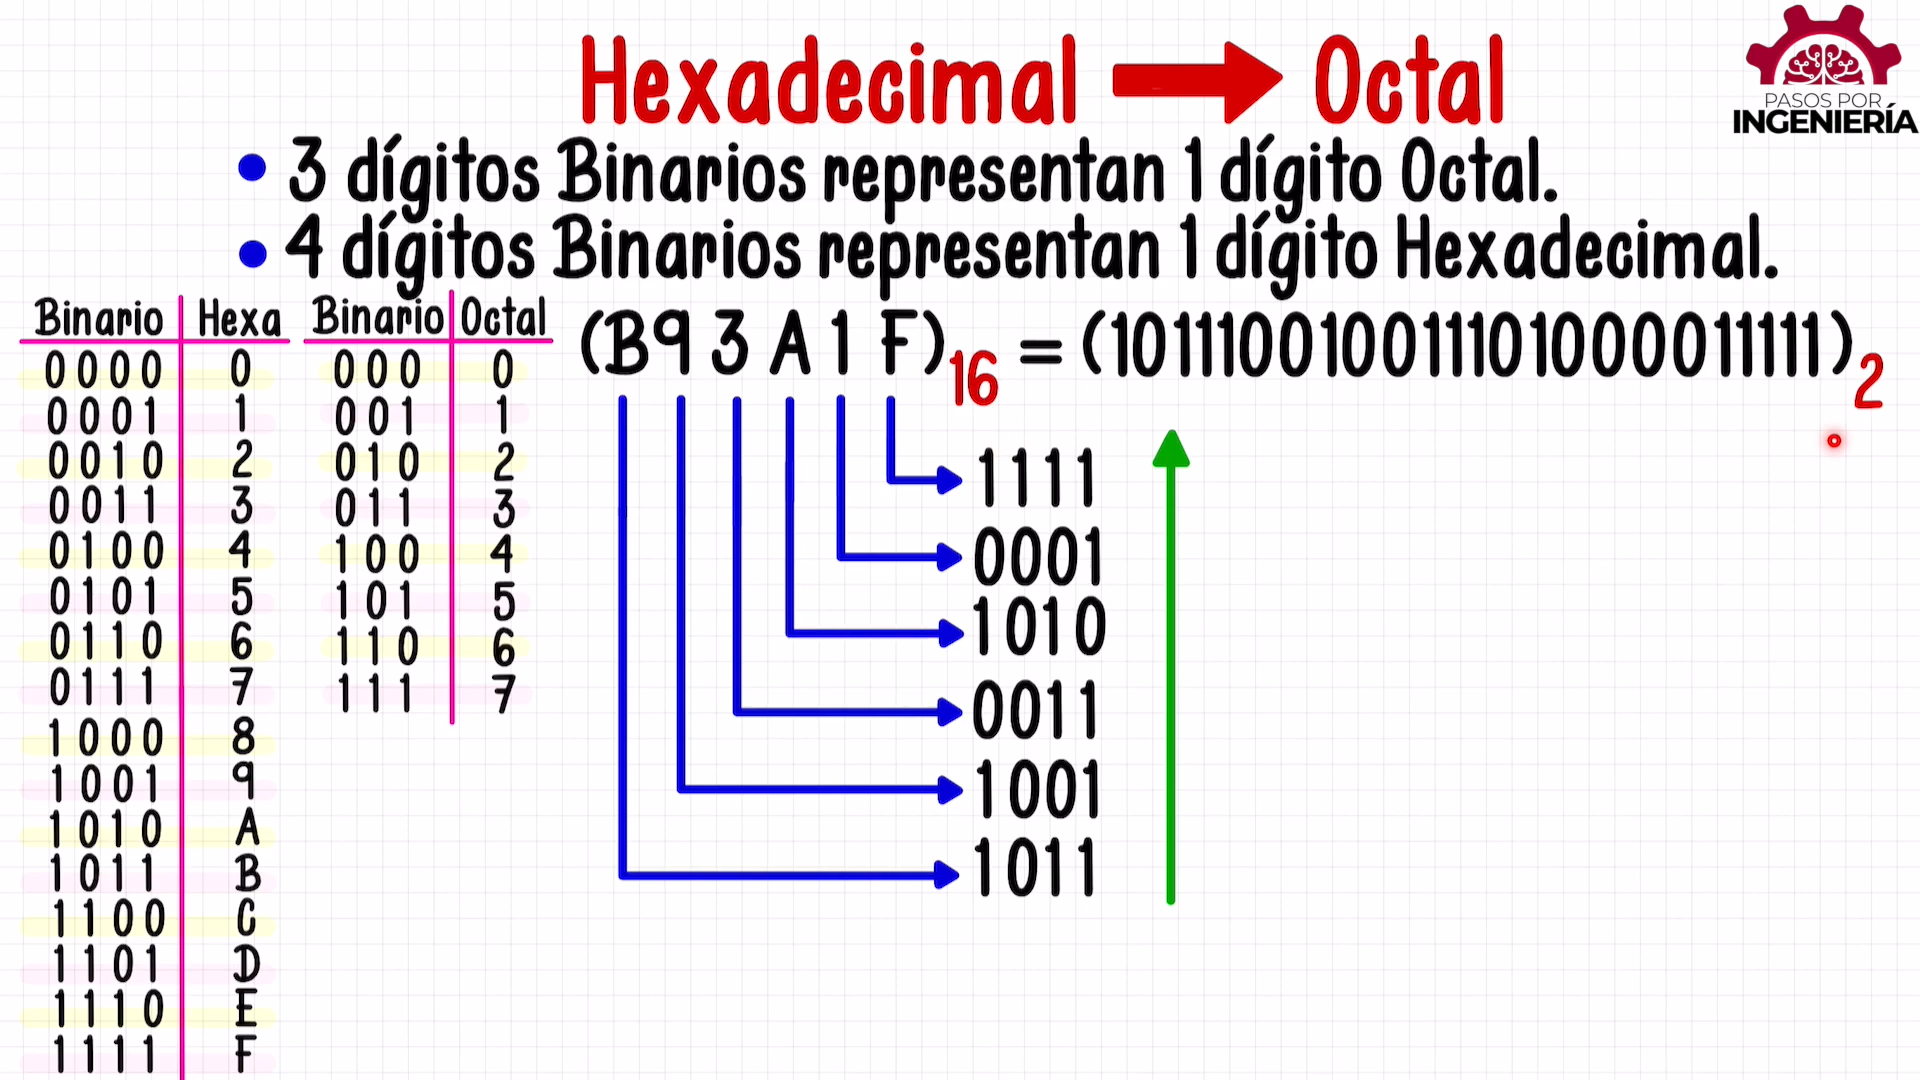 Hexadecimal Octal
PASOS POR
INGENIERÍA
• 3 dígitos Binarios representan 1 dígito Octal.
• 4 dígitos Binarios representan 1 dígito Hexadecimal.
Binario Hexa
0000 0
0001 1
0010 2
0011 3
0100 4
0101 5
0110 6
0111 7
1000 8
1001 9
1010 A
1011 B
1100 C
1101 D
1110 E
1111 F
Binario Octal
000 0
001 1
010 2
011 3
100 4
101 5
110 6
111 7
(B93A1F)16 = (101110010011101000011111)2
1111
0001
1010
0011
1001
1011